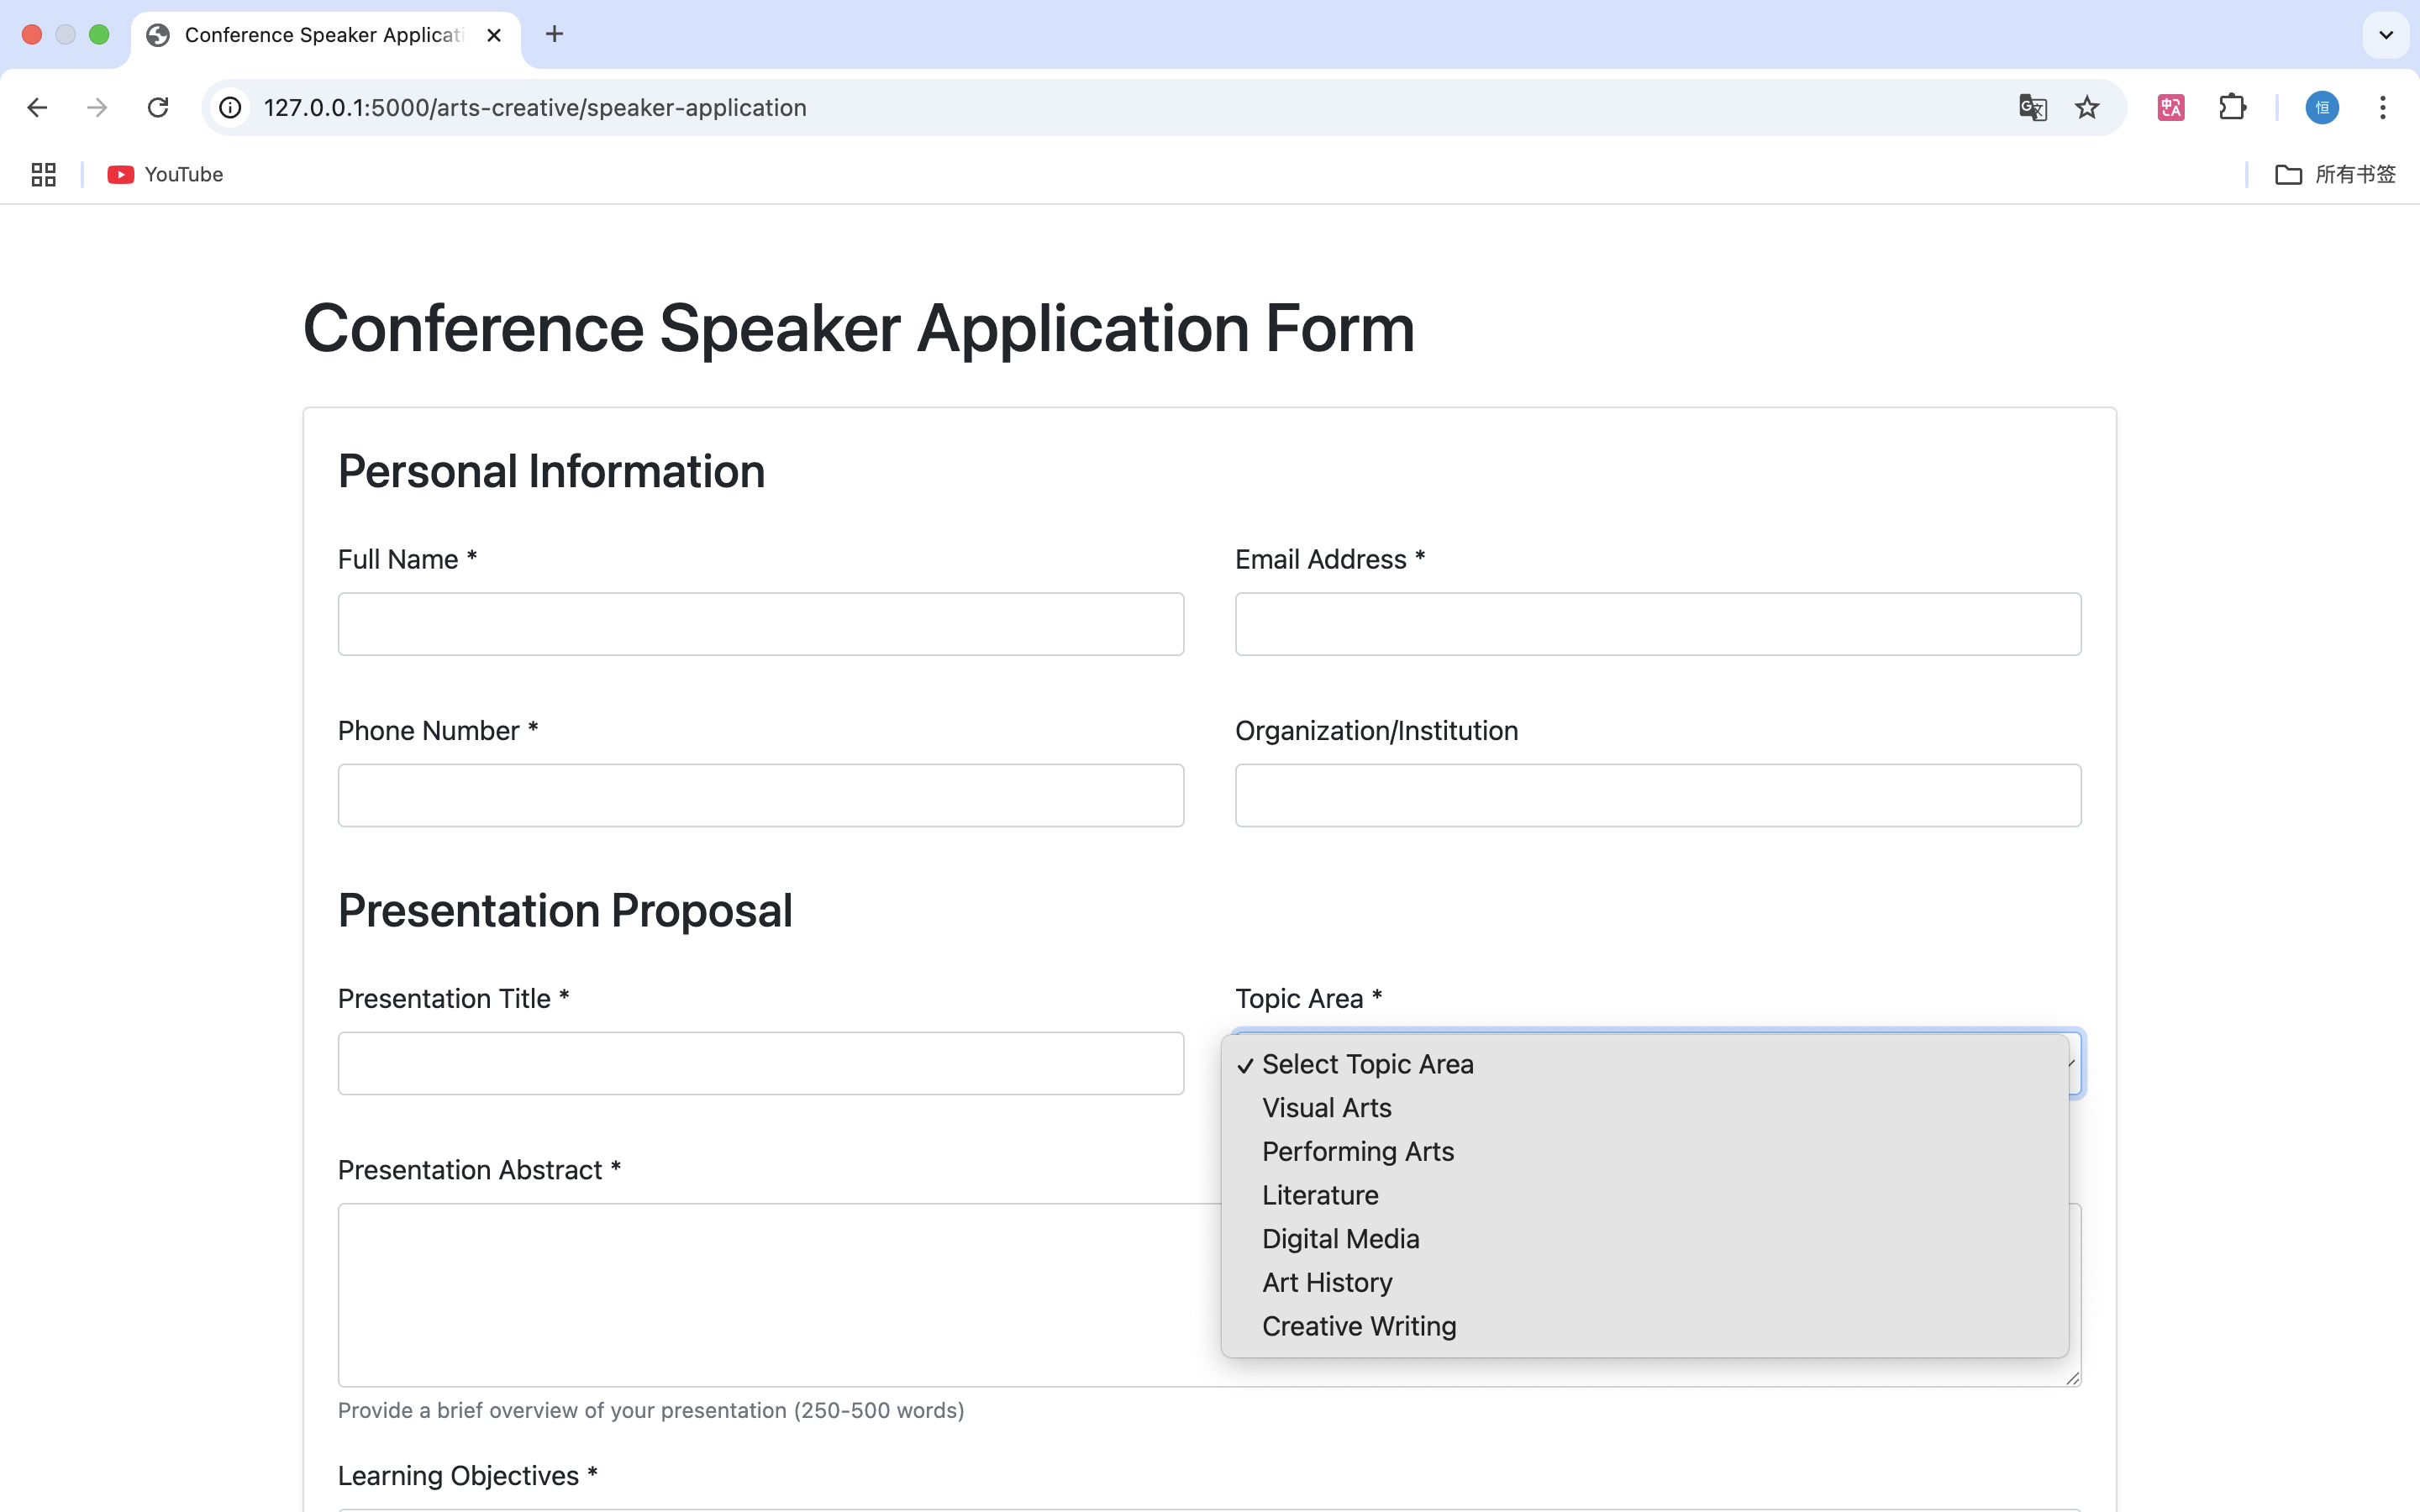 Conference Speaker Applicati
127.0.0.1:5000/arts-creative/speaker-application
恒
YouTube
所有书签
Conference Speaker Application Form
Personal Information
Full Name *
Email Address *
Phone Number *
Organization/Institution
Presentation Proposal
Presentation Title *
Topic Area *
✓ Select Topic Area
Visual Arts
Performing Arts
Literature
Digital Media
Art History
Creative Writing
Presentation Abstract *
Provide a brief overview of your presentation (250-500 words)
Learning Objectives *